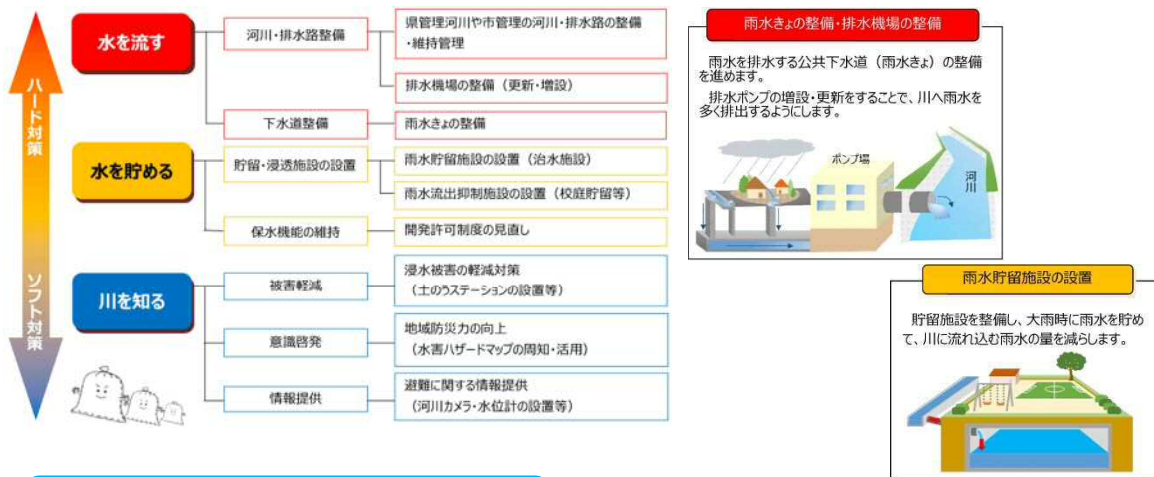 ハード対策
ソフト対策
水を流す
河川・排水路整備
県管理河川や市管理の河川・排水路の整備
・維持管理
排水機場の整備（更新・増設）
下水道整備
雨水きょの整備
水を貯める
貯留・浸透施設の設置
雨水貯留施設の設置（治水施設）
雨水流出抑制施設の設置（校庭貯留等）
保水機能の維持
開発許可制度の見直し
川を知る
被害軽減
浸水被害の軽減対策
（土のうステーションの設置等）
意識啓発
地域防災力の向上
（水害ハザードマップの周知・活用）
情報提供
避難に関する情報提供
（河川カメラ・水位計の設置等）
雨水きょの整備・排水機場の整備
雨水を排水する公共下水道（雨水きょ）の整備
を進めます。
排水ポンプの増設・更新をすることで、川へ雨水を
多く排出するようにします。
ポンプ場
河川
雨水貯留施設の設置
貯留施設を整備し、大雨時に雨水を貯め
て、川に流れ込む雨水の量を減らします。